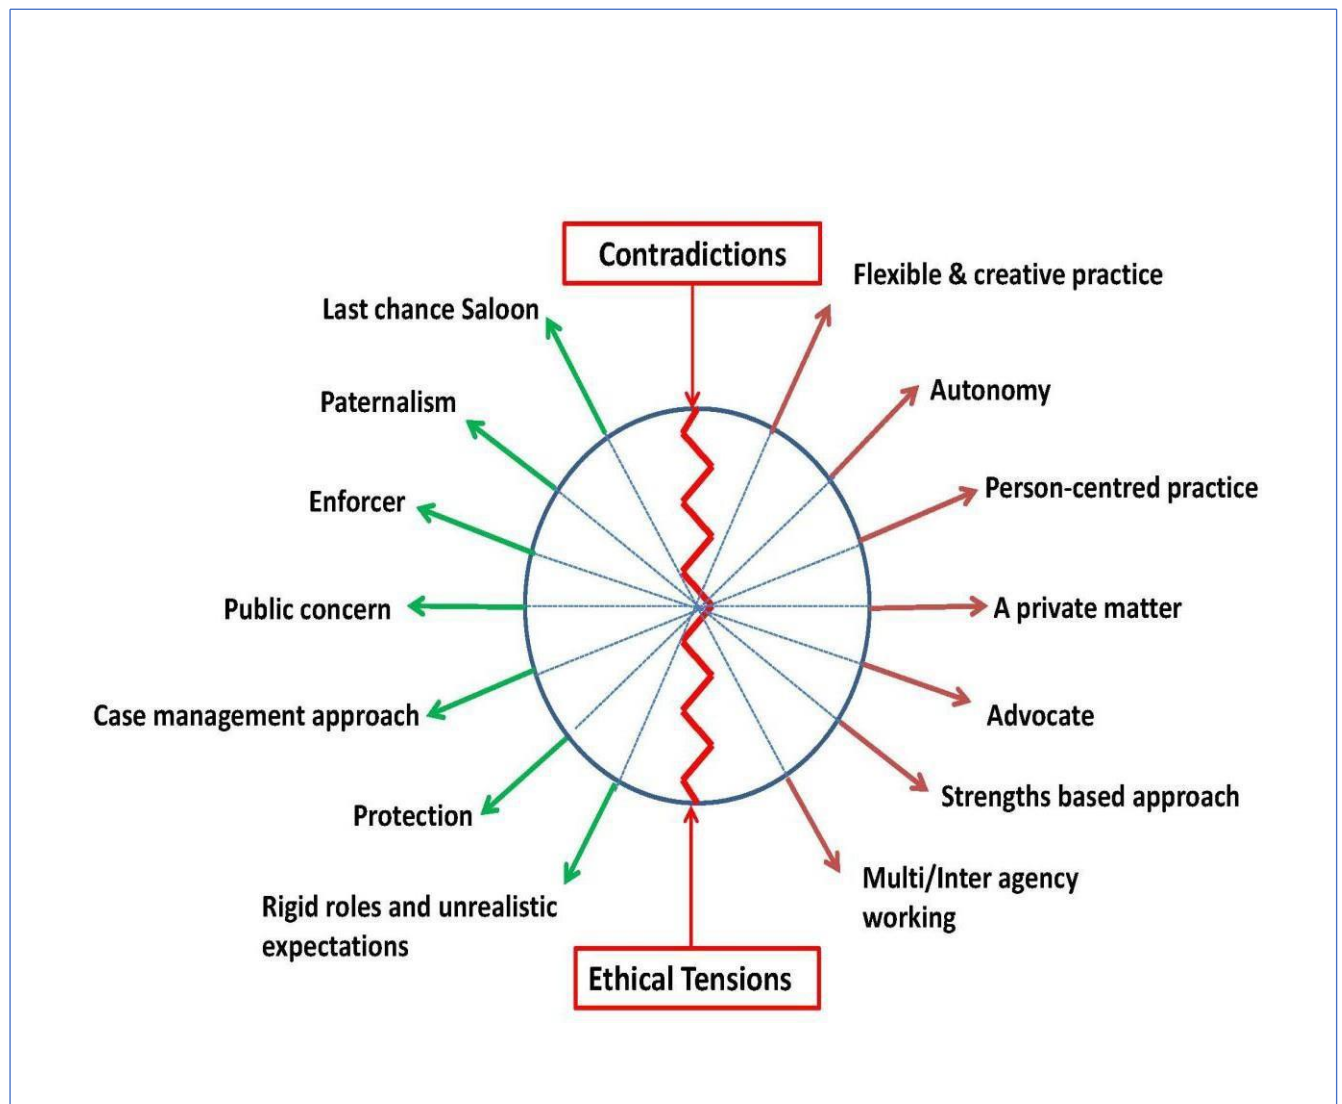 Contradictions
Flexible & creative practice
Last chance Saloon
Autonomy
Paternalism
Person-centred practice
Enforcer
Public concern
A private matter
Case management approach
Advocate
Strengths based approach
Protection
Multi/Inter agency
working
Rigid roles and unrealistic
expectations
Ethical Tensions